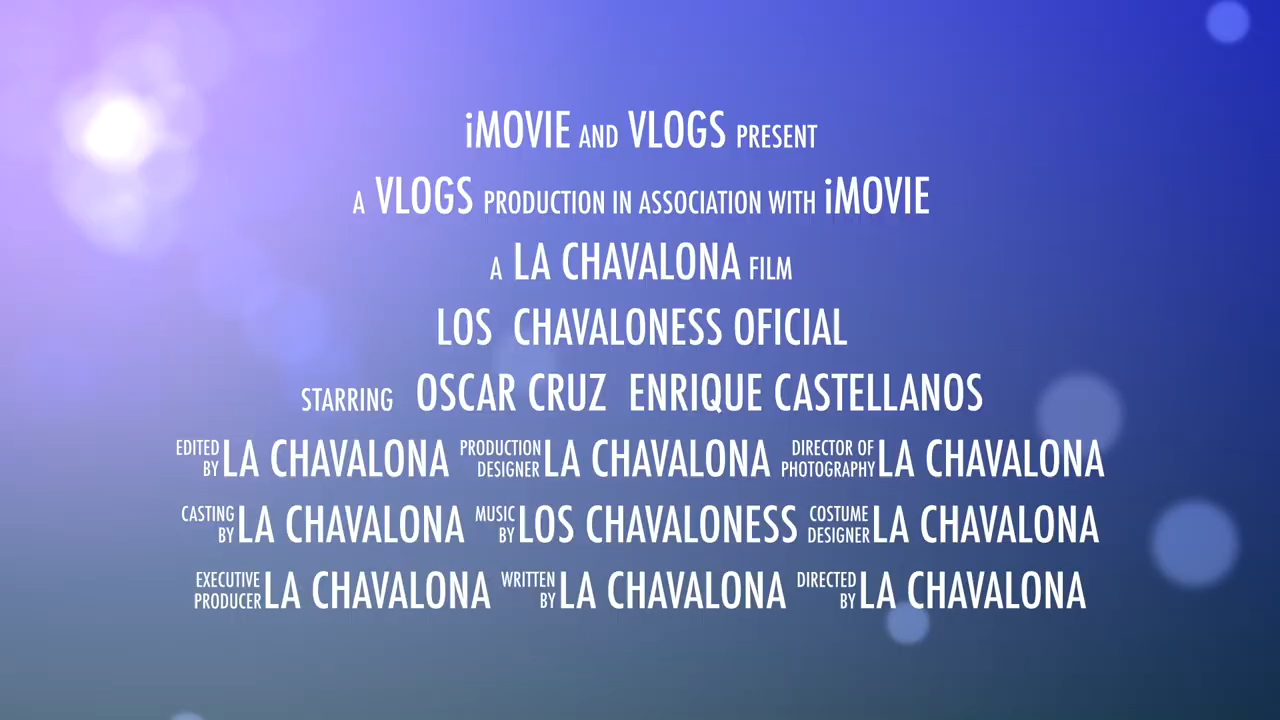 iMOVIE AND VLOGS PRESENT
A VLOGS PRODUCTION IN ASSOCIATION WITH iMOVIE
A LA CHAVALONA FILM
LOS CHAVALONESS OFICIAL
STARRING OSCAR CRUZ ENRIQUE CASTELLANOS
EDITED BY LA CHAVALONA PRODUCTION DESIGNER LA CHAVALONA DIRECTOR OF PHOTOGRAPHY LA CHAVALONA
CASTING BY LA CHAVALONA MUSIC BY LOS CHAVALONESS COSTUME DESIGNER LA CHAVALONA
EXECUTIVE PRODUCER LA CHAVALONA WRITTEN BY LA CHAVALONA DIRECTED BY LA CHAVALONA